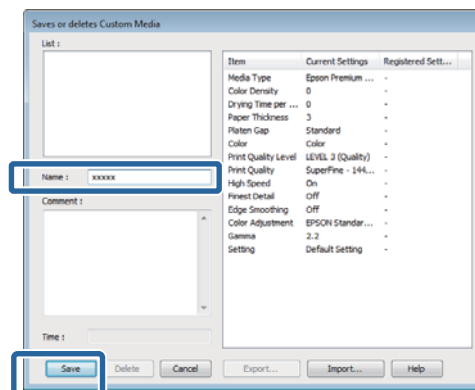 Saves or deletes Custom Media
List :
Item Current Settings Registered Sett...
Media Type Epson Premium ... -
Color Density 0 -
Drying Time per ... 0 -
Paper Thickness 3 -
Platen Gap Standard -
Color Color -
Print Quality Level LEVEL 3 (Quality) -
Print Quality SuperFine - 144... -
High Speed On -
Finest Detail Off -
Edge Smoothing Off -
Color Adjustment EPSON Standar... -
Gamma 2.2 -
Setting Default Setting -
Name : xxxxx
Comment :
Time :
Save Delete Cancel Export... Import... Help